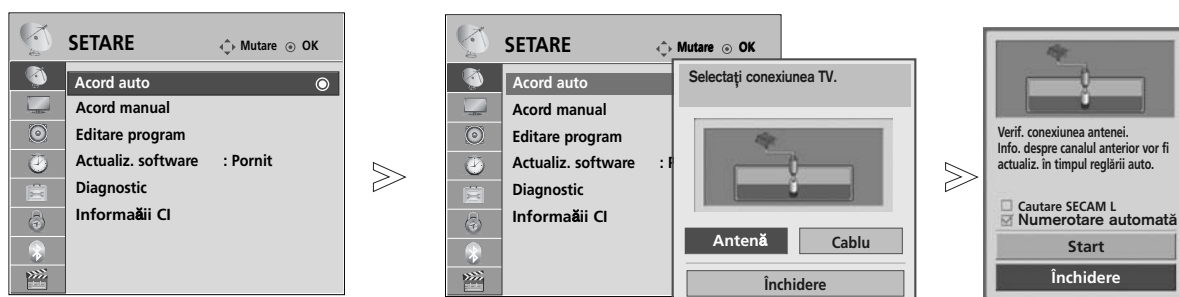 SETARE Mutare OK
Acord auto
Acord manual
Editare program
Actualiz. software : Pornit
Diagnostic
Informaăii CI
SETARE Mutare OK
Acord auto
Acord manual
Editare program
Actualiz. software : P
Diagnostic
Informaăii CI
Selectaţi conexiunea TV.
Antenă Cablu
Închidere
Verif. conexiunea antenei.
Info. despre canalul anterior vor fi
actualiz. în timpul reglării auto.
Cautare SECAM L
Numerotare automată
Start
Închidere